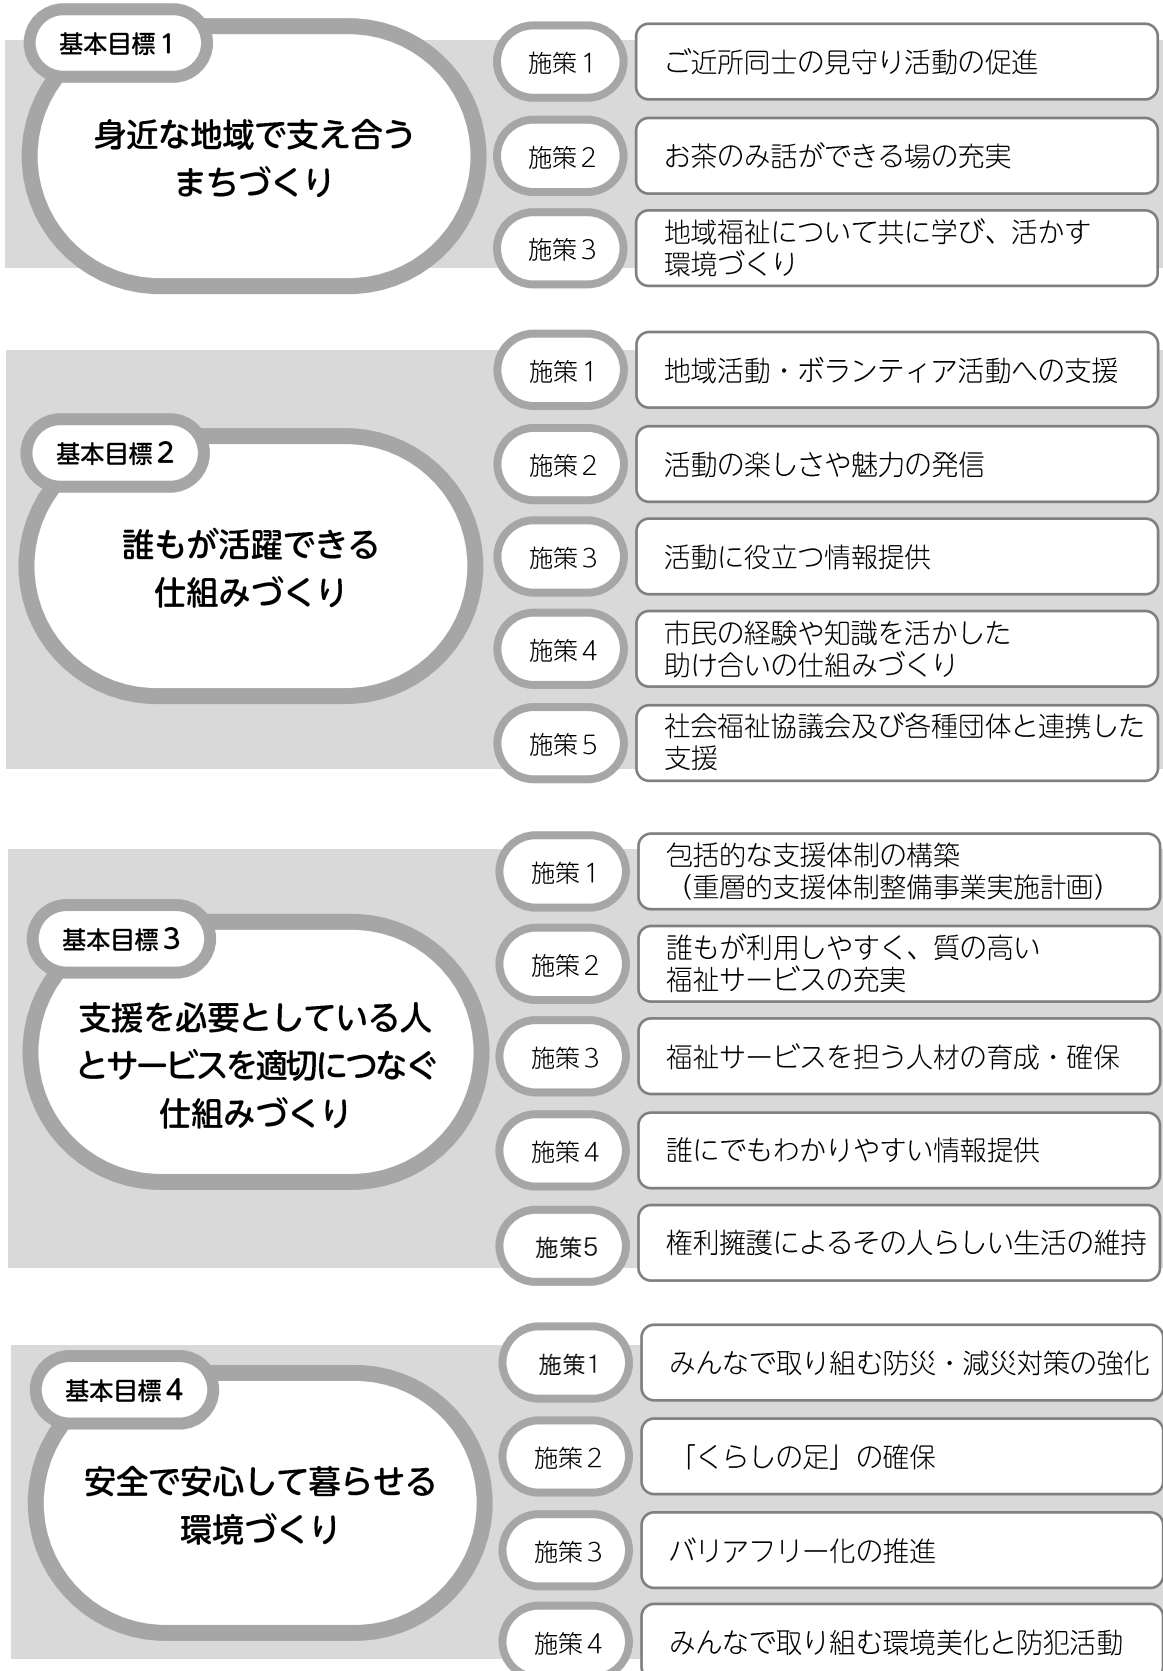 基本目標1
身近な地域で支え合う
まちづくり
施策1
ご近所同士の見守り活動の促進
施策2
お茶のみ話ができる場の充実
施策3
地域福祉について共に学び、活かす
環境づくり
基本目標2
誰もが活躍できる
仕組みづくり
施策1
地域活動・ボランティア活動への支援
施策2
活動の楽しさや魅力の発信
施策3
活動に役立つ情報提供
施策4
市民の経験や知識を活かした
助け合いの仕組みづくり
施策5
社会福祉協議会及び各種団体と連携した
支援
基本目標3
支援を必要としている人
とサービスを適切につなぐ
仕組みづくり
施策1
包括的な支援体制の構築
（重層的支援体制整備事業実施計画）
施策2
誰もが利用しやすく、質の高い
福祉サービスの充実
施策3
福祉サービスを担う人材の育成・確保
施策4
誰にでもわかりやすい情報提供
施策5
権利擁護によるその人らしい生活の維持
基本目標4
安全で安心して暮らせる
環境づくり
施策1
みんなで取り組む防災・減災対策の強化
施策2
「くらしの足」の確保
施策3
バリアフリー化の推進
施策4
みんなで取り組む環境美化と防犯活動